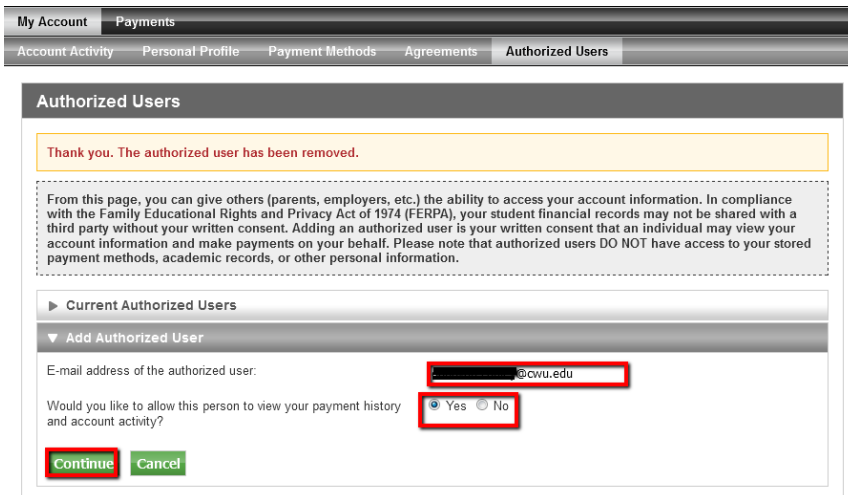 My Account Payments
Account Activity Personal Profile Payment Methods Agreements Authorized Users
Authorized Users
Thank you. The authorized user has been removed.
From this page, you can give others (parents, employers, etc.) the ability to access your account information. In compliance
with the Family Educational Rights and Privacy Act of 1974 (FERPA), your student financial records may not be shared with a
third party without your written consent. Adding an authorized user is your written consent that an individual may view your
account information and make payments on your behalf. Please note that authorized users DO NOT have access to your stored
payment methods, academic records, or other personal information.
Current Authorized Users
Add Authorized User
E-mail address of the authorized user: @cwu.edu
Would you like to allow this person to view your payment history Yes No
and account activity?
Continue Cancel